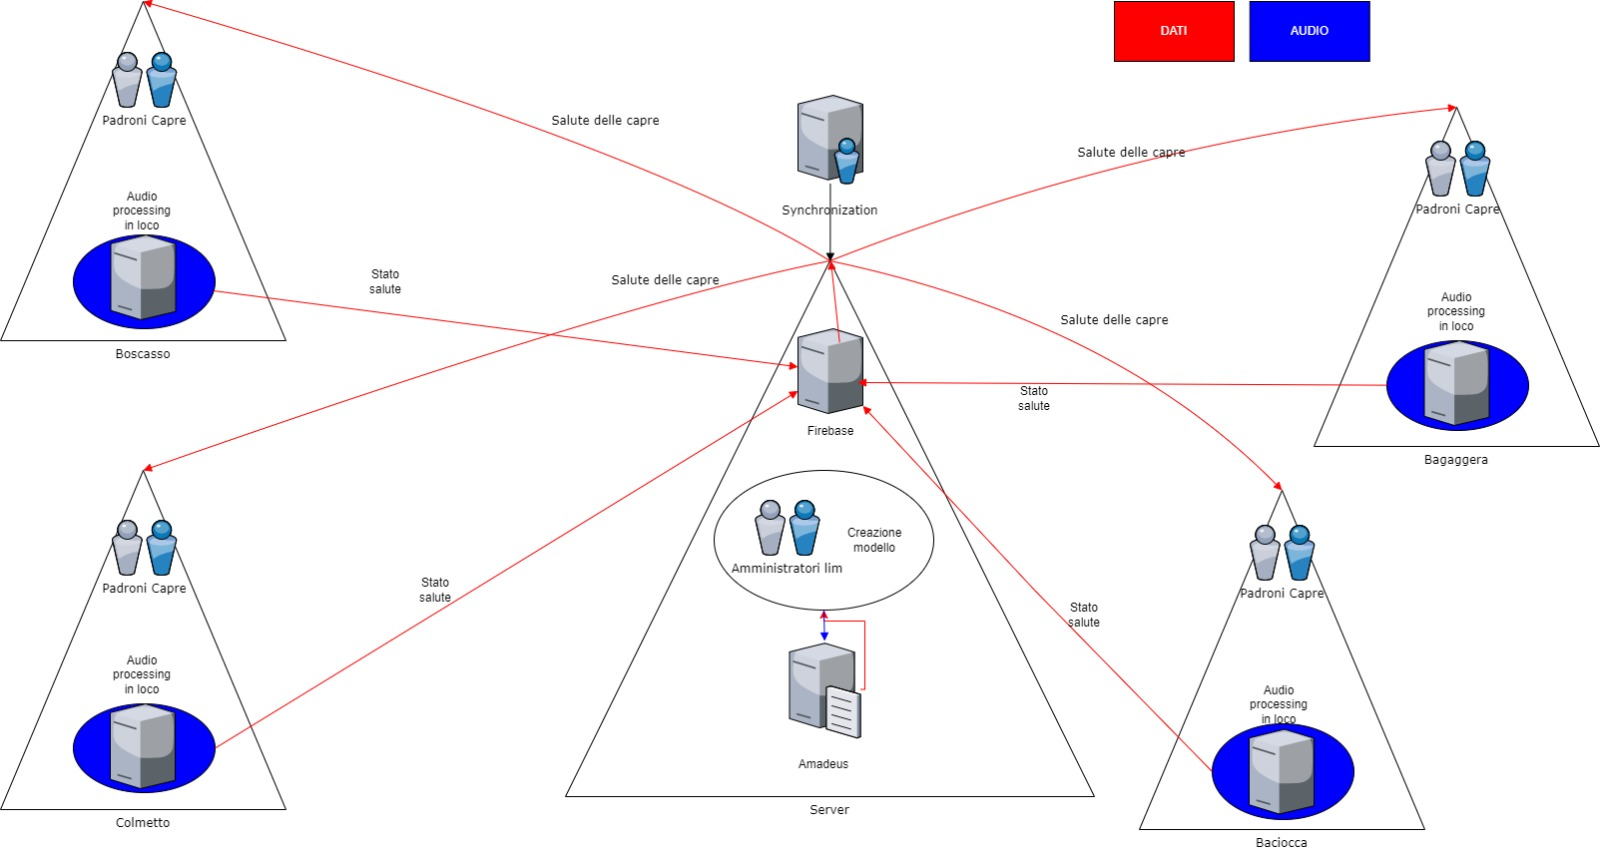 DATI
AUDIO
Padroni Capre
Audio
processing
in loco
Boscasso
Salute delle capre
Stato
salute
Synchronization
Salute delle capre
Padroni Capre
Audio
processing
in loco
Bagaggera
Salute delle capre
Salute delle capre
Stato
salute
Firebase
Creazione
modello
Amministratori lim
Amadeus
Server
Padroni Capre
Audio
processing
in loco
Colmetto
Stato
salute
Stato
salute
Padroni Capre
Audio
processing
in loco
Baciocca